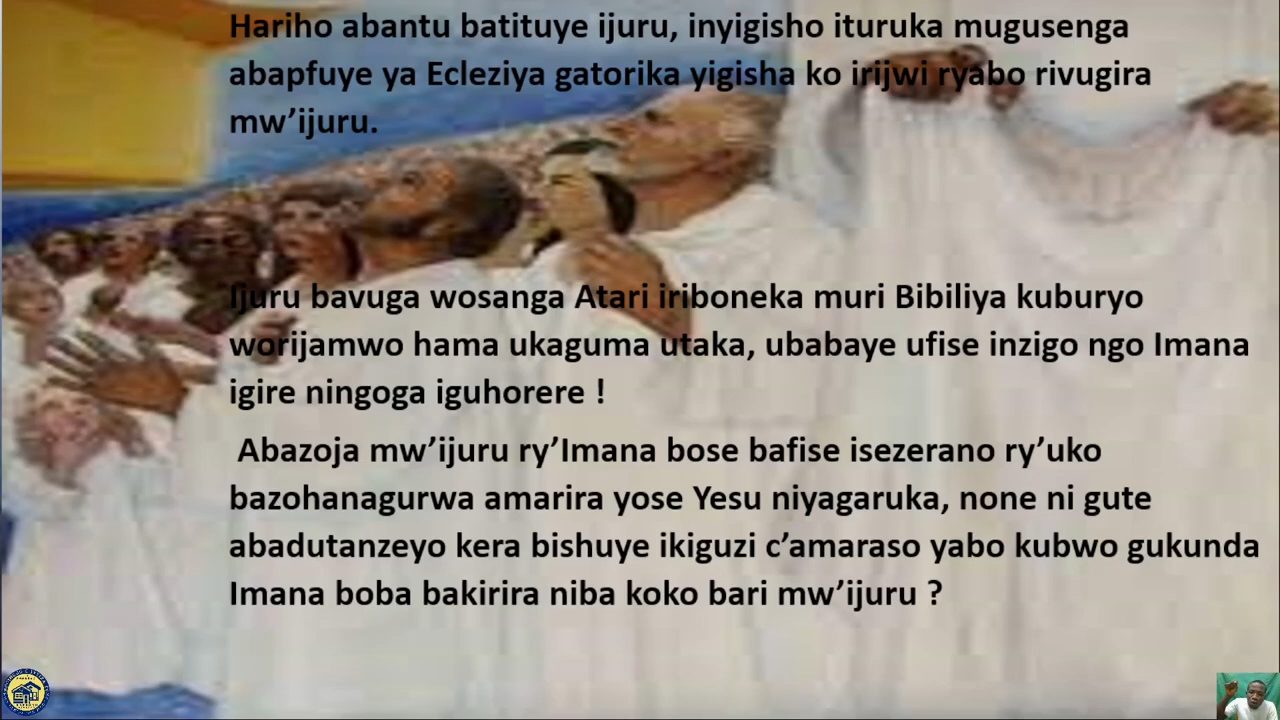 Hariho abantu batituye ijuru, inyigisho ituruka mugusenga
abapfuye ya Ecleziya gatorika yigisha ko irijwi ryabo rivugira
mw’ijuru.
Ijuru bavuga wosanga Atari iriboneka muri Bibiliya kuburyo
worijamwo hama ukaguma utaka, ubabaye ufise inzigo ngo Imana
igire ningoga iguhorere !
Abazoja mw’ijuru ry’Imana bose bafise isezerano ry’uko
bazohanagurwa amarira yose Yesu niyagaruka, none ni gute
abadutanzeyo kera bishuye ikiguzi c’amaraso yabo kubwo gukunda
Imana boba bakirira niba koko bari mw’ijuru ?